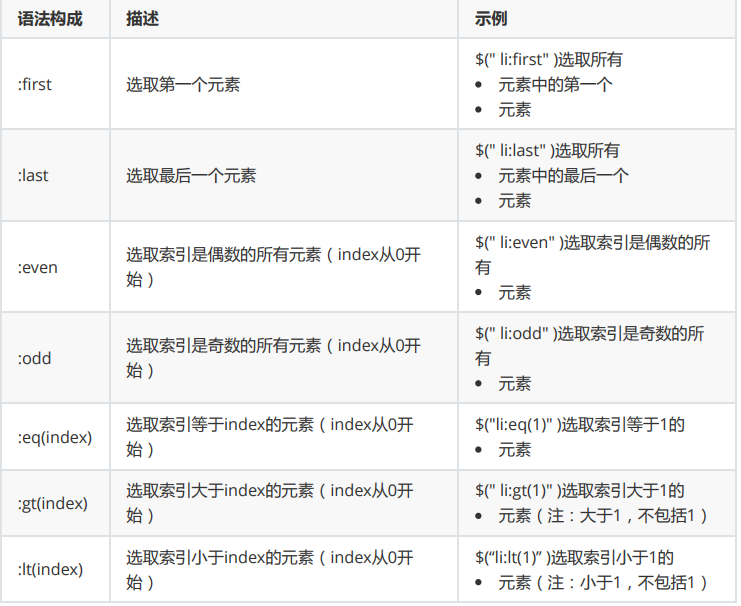 语法构成 描述 示例
:first 选取第一个元素 $(" li:first" )选取所有
• 元素中的第一个
• 元素
:last 选取最后一个元素 $(" li:last" )选取所有
• 元素中的最后一个
• 元素
:even 选取索引是偶数的所有元素（index从0开
始） $(" li:even" )选取索引是偶数的所
有
• 元素
:odd 选取索引是奇数的所有元素（index从0开
始） $(" li:odd" )选取索引是奇数的所
有
• 元素
:eq(index) 选取索引等于index的元素（index从0开
始） $("li:eq(1)" )选取索引等于1的
• 元素
:gt(index) 选取索引大于index的元素（index从0开
始） $(" li:gt(1)" )选取索引大于1的
• 元素（注：大于1，不包括1）
:lt(index) 选取索引小于index的元素（index从0开
始） $(“li:lt(1)” )选取索引小于1的
• 元素（注：小于1，不包括1）